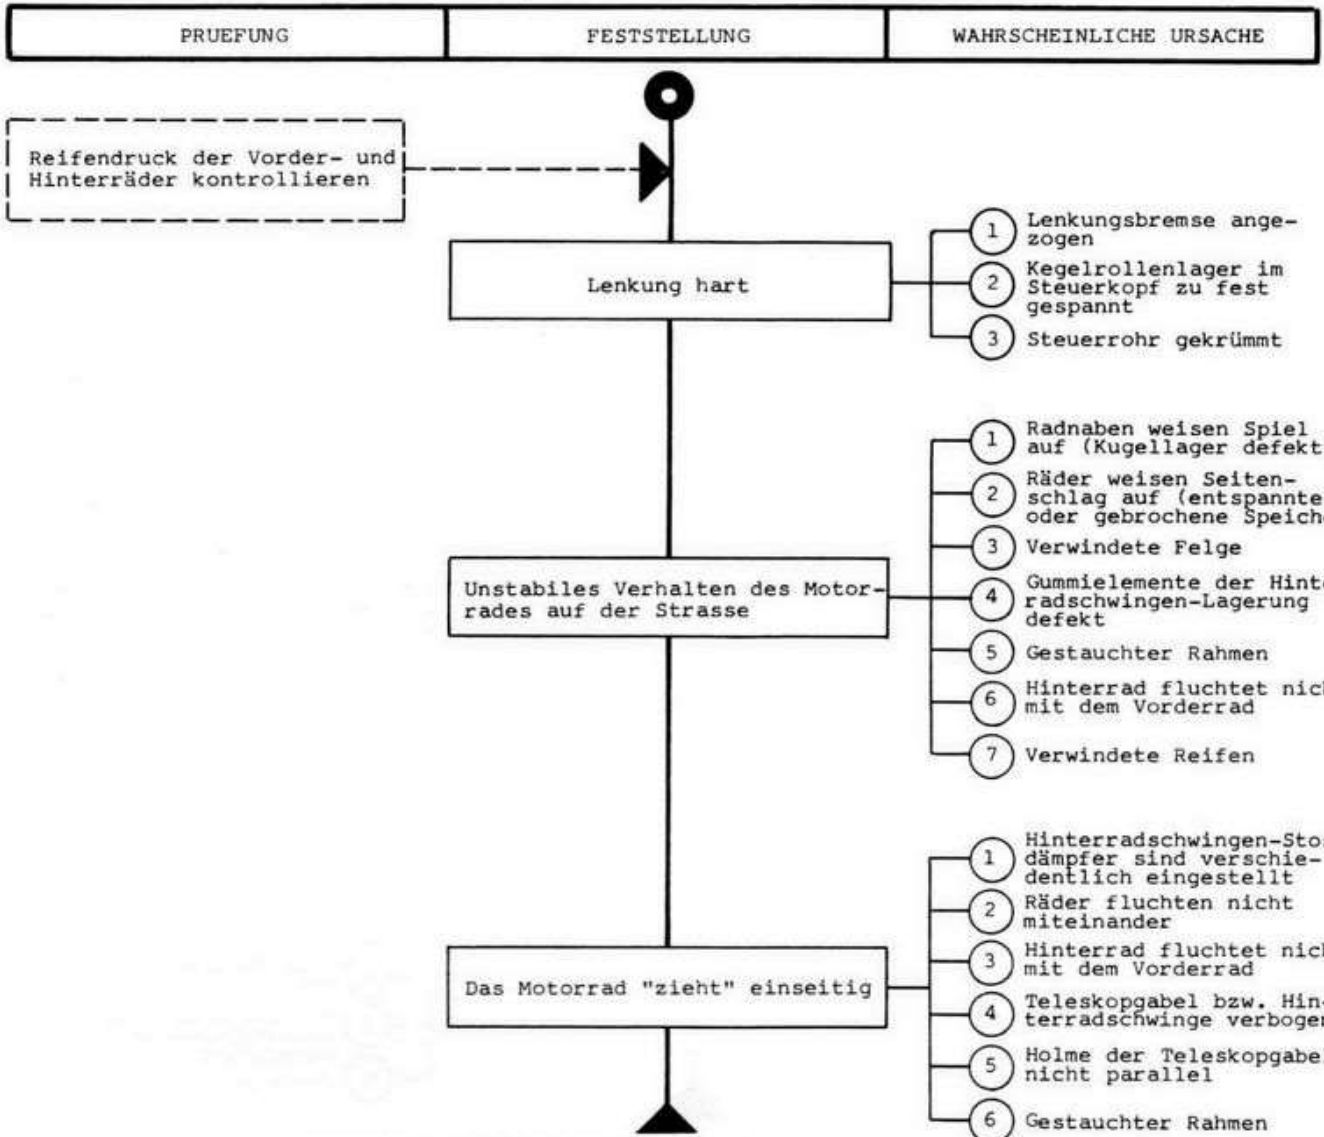 PRUEFUNG
FESTSTELLUNG
WAHRSCHEINLICHE URSACHE
Reifendruck der Vorder- und
Hinterräder kontrollieren
Lenkung hart
1
Lenkungsbremse ange-
zogen
2
Kegelrollenlager im
Steuerkopf zu fest
gespannt
3
Steuerrohr gekrümmt
Unstabiles Verhalten des Motor-
rades auf der Strasse
1
Radnaben weisen Spiel
auf (Kugellager defekt
2
Räder weisen Seiten-
schlag auf (entspannte
oder gebrochene
3
Verwindete Felge
4
Gummielemente der
radschwingen-Lagerung
defekt
5
Gestauchter Rahmen
6
Hinterrad fluchtet
mit dem Vorderrad
7
Verwindete Reifen
Das Motorrad "zieht" einseitig
1
dämpfer sind verschie-
dentlich eingestellt
2
Räder fluchten nicht
miteinander
3
Hinterrad fluchtet
mit dem Vorderrad
4
Teleskopgabel bzw. Hin-
terradschwinge verbogen
5
Holme der Teleskopgabel
nicht parallel
6
Gestauchter Rahmen